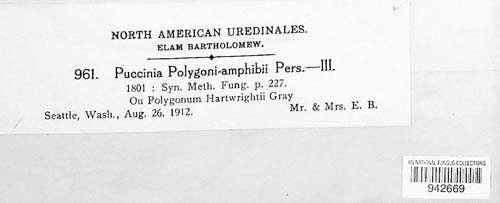 NORTH AMERICAN UREDINALES.
ELAM BARTHOLOMEW.
961. Puccinia Polygoni-amphibii Pers.—III.
1801 : Syn. Meth. Fung. p. 227.
Ou Polygonum Hartwrightii Gray
Seattle, Wash., Aug. 26, 1912. Mr. & Mrs. E. B.
US NATIONAL FUNGUS COLLECTIONS
942669